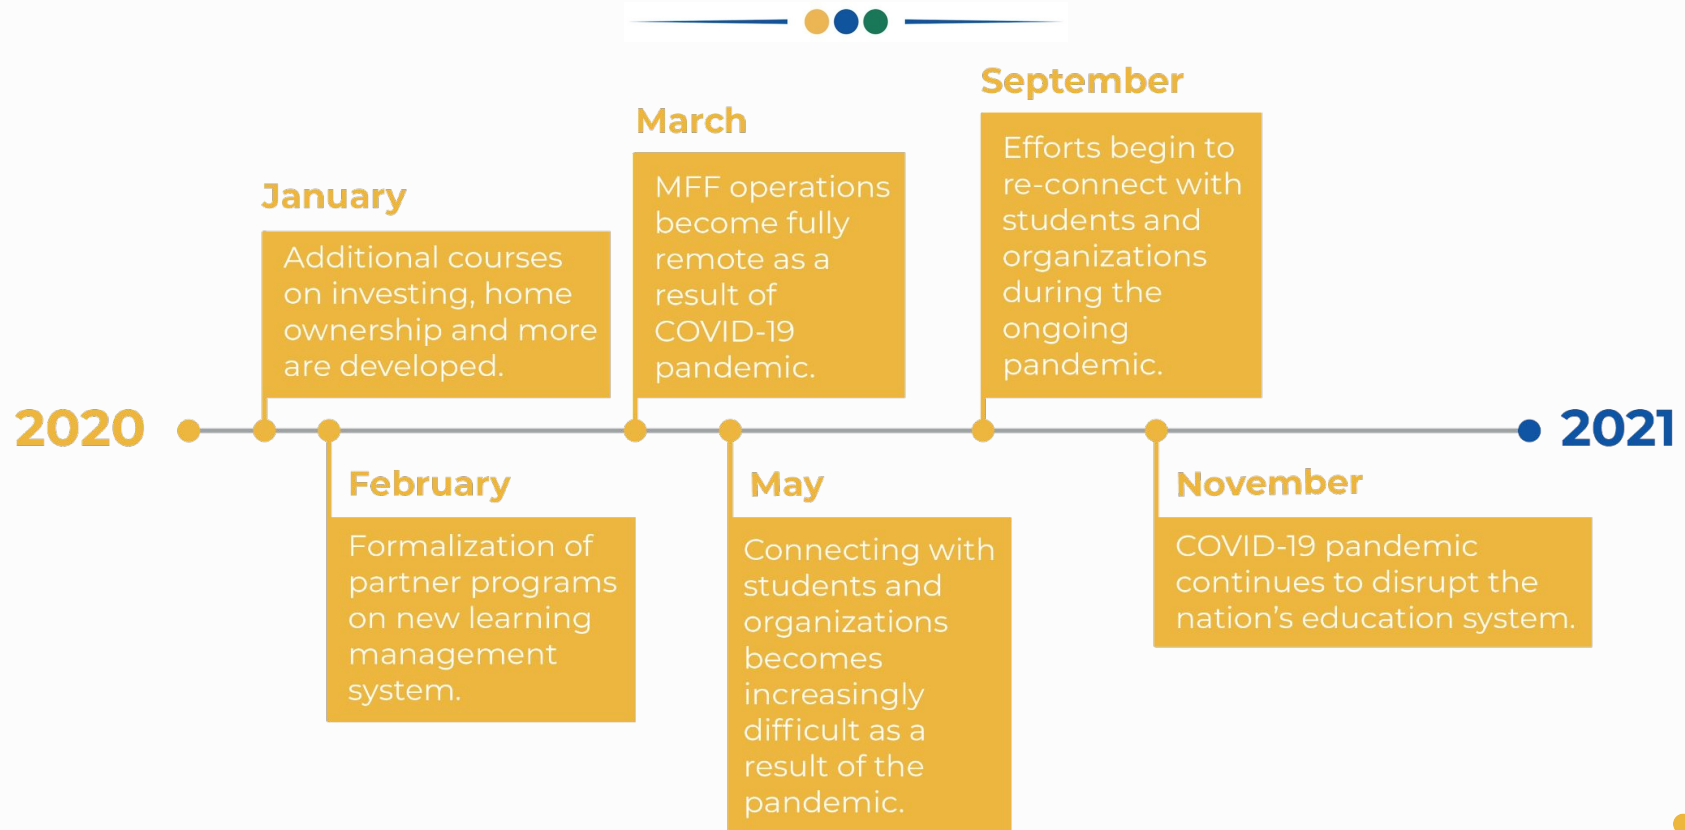 September
Efforts begin to
re-connect with
students and
organizations
during the
ongoing
pandemic.
March
MFF operations
become fully
remote as a
result of
COVID-19
pandemic.
January
Additional courses
on investing, home
ownership and more
are developed.
2020
2021
February
Formalization of
partner programs
on new learning
management
system.
May
Connecting with
students and
organizations
becomes
increasingly
difficult as a
result of the
pandemic.
November
COVID-19 pandemic
continues to disrupt the
nation’s education system.